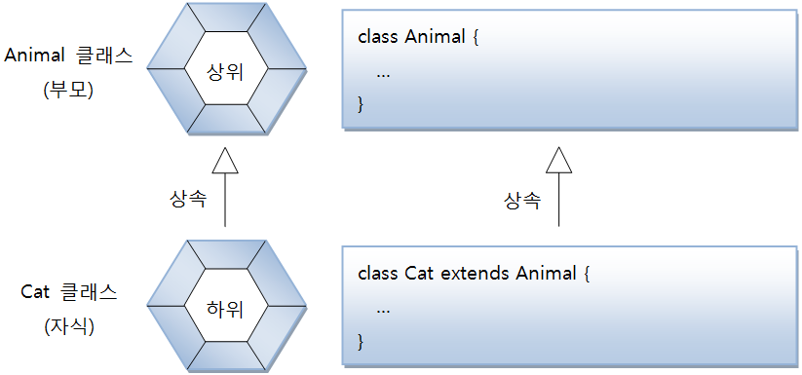 Animal 클래스
(부모)
상위
class Animal {
...
}
상속
상속
Cat 클래스
(자식)
하위
class Cat extends Animal {
...
}